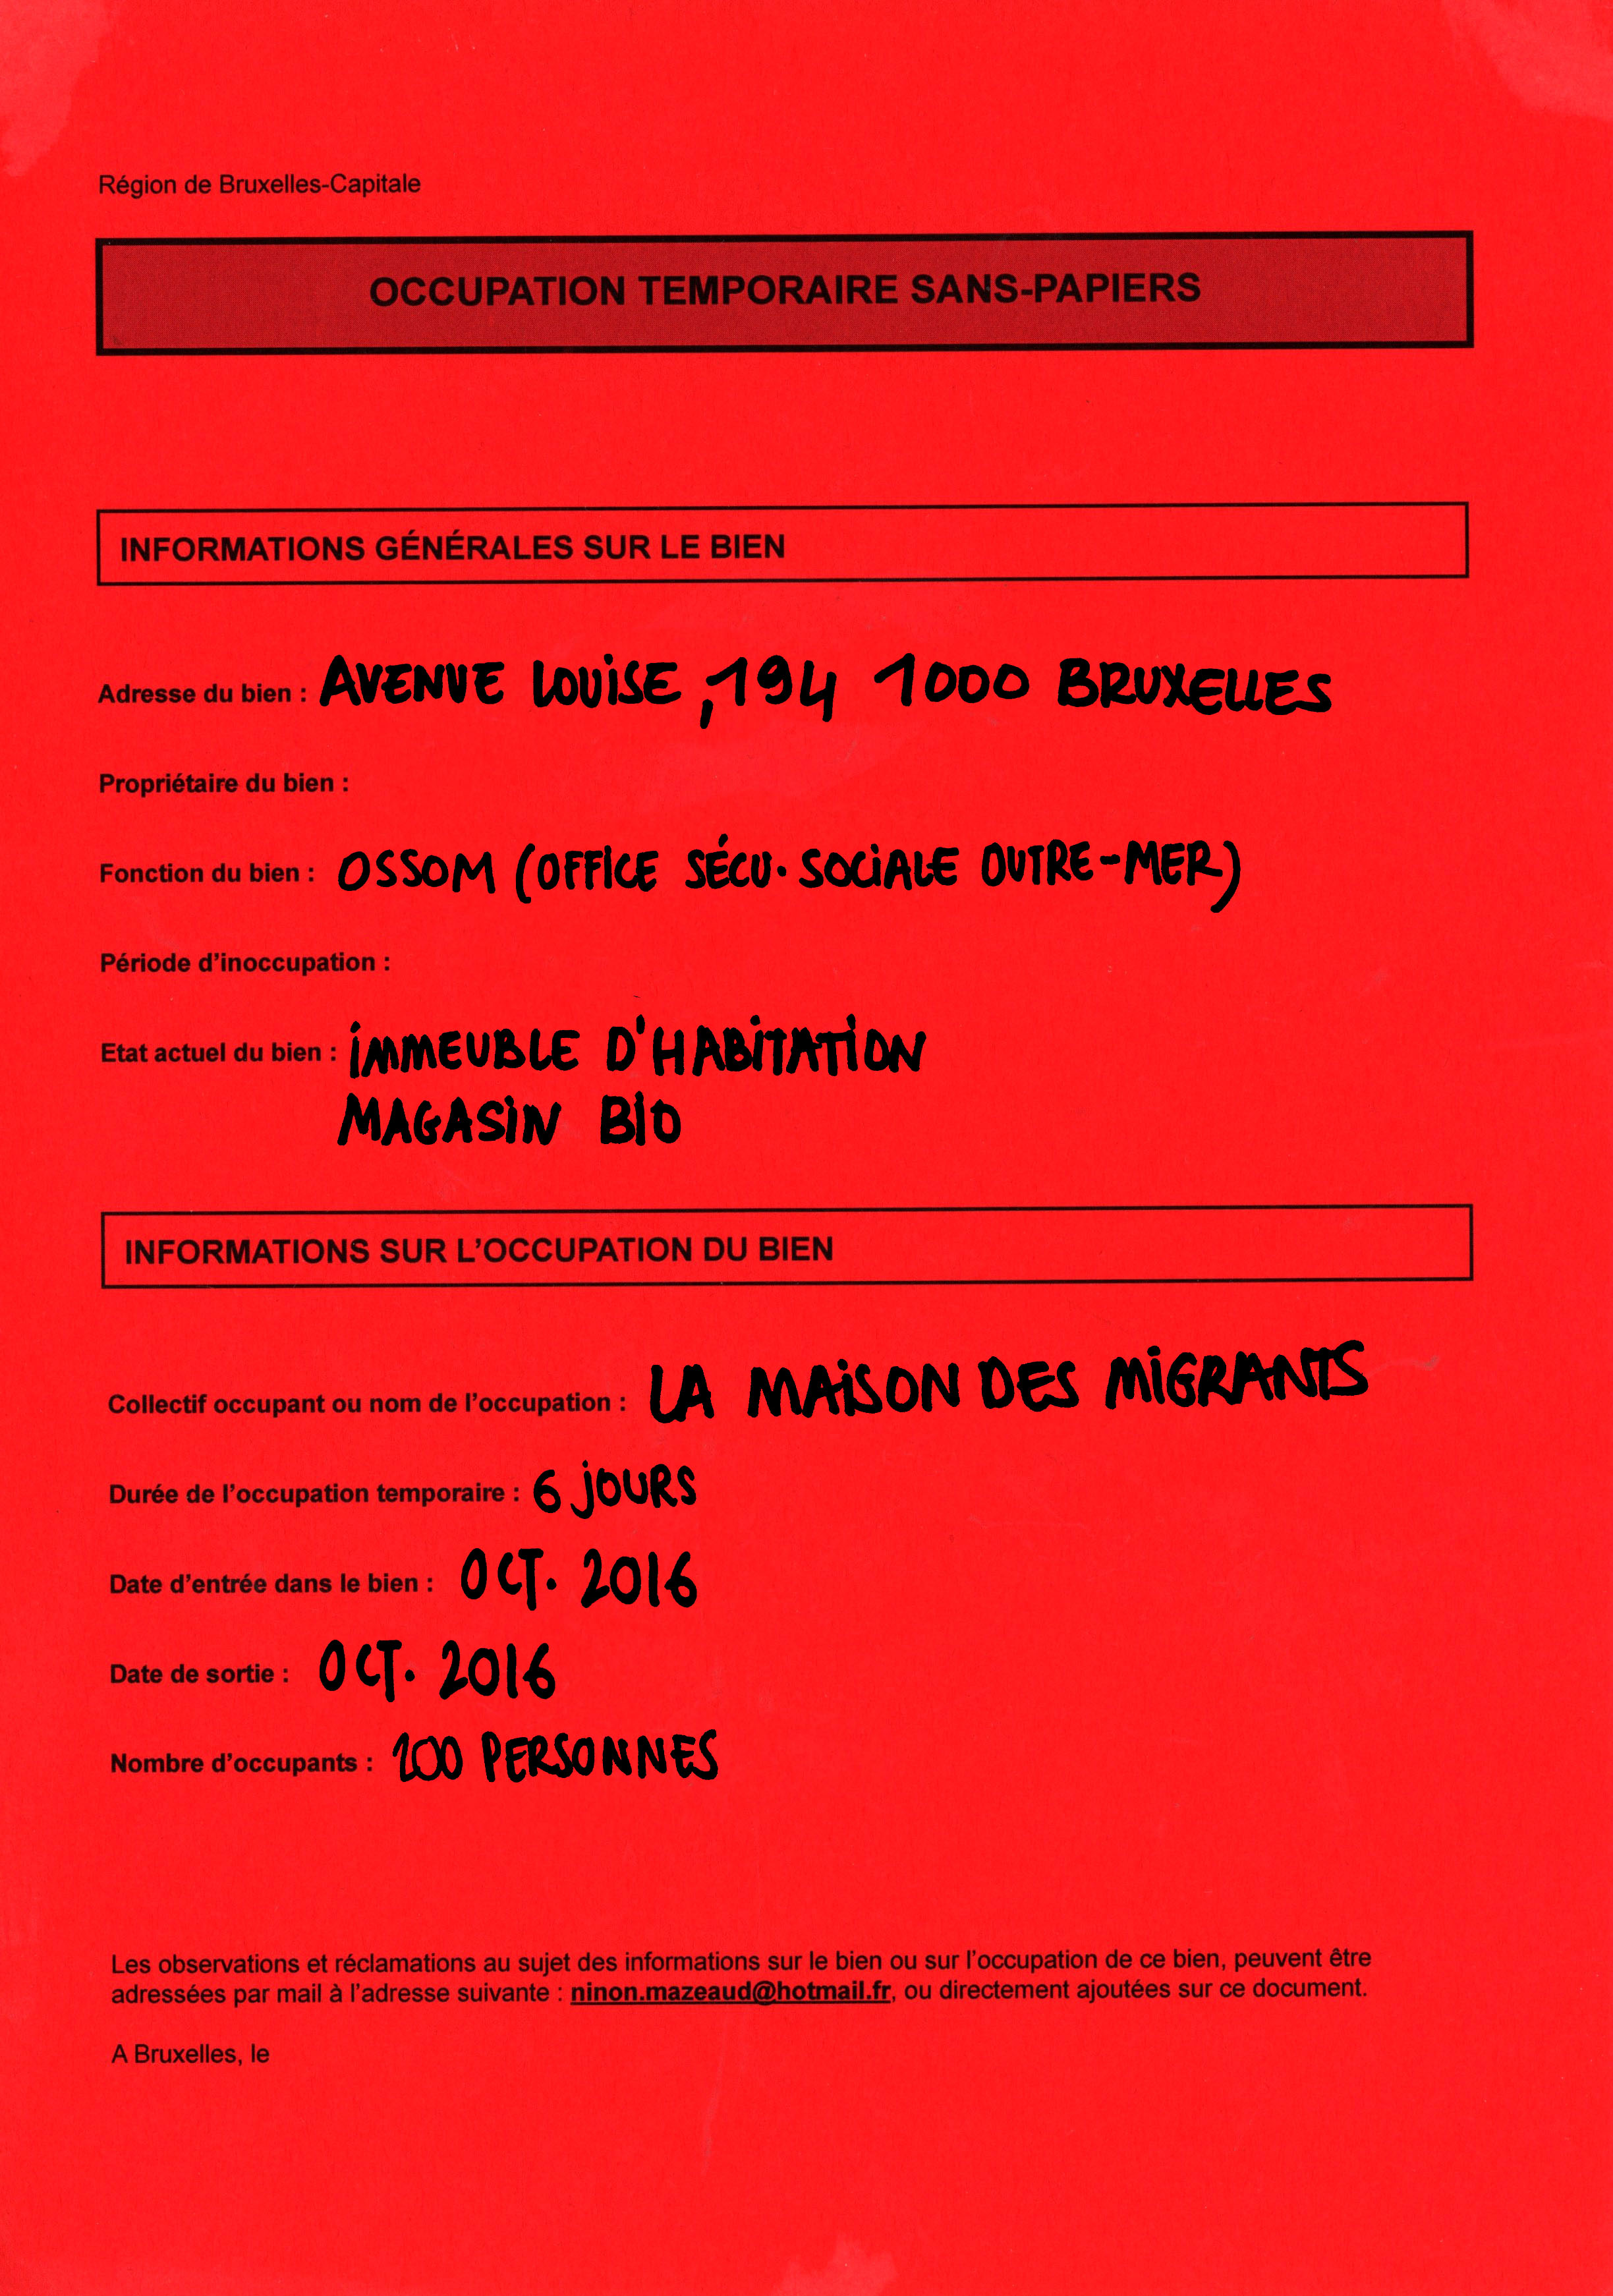 Région de Bruxelles-Capitale
OCCUPATION TEMPORAIRE SANS-PAPIERS
INFORMATIONS GÉNÉRALES SUR LE BIEN
Adresse du bien : AVENUE LOUISE, 194 1000 BRUXELLES
Propriétaire du bien :
Fonction du bien : OSSOM (OFFICE SÉCU. SOCIALE OUTRE-MER)
Période d'inoccupation :
Etat actuel du bien : IMMEUBLE D'HABITATION
MAGASIN BIO
INFORMATIONS SUR L'OCCUPATION DU BIEN
Collectif occupant ou nom de l'occupation : LA MAISON DES MIGRANTS
Durée de l'occupation temporaire : 6 JOURS
Date d'entrée dans le bien : OCT. 2016
Date de sortie : OCT. 2016
Nombre d'occupants : 200 PERSONNES
Les observations et réclamations au sujet des informations sur le bien ou sur l'occupation de ce bien, peuvent être
adressées par mail à l'adresse suivante : ninon.mazeaud@hotmail.fr, ou directement ajoutées sur ce document.
A Bruxelles, le